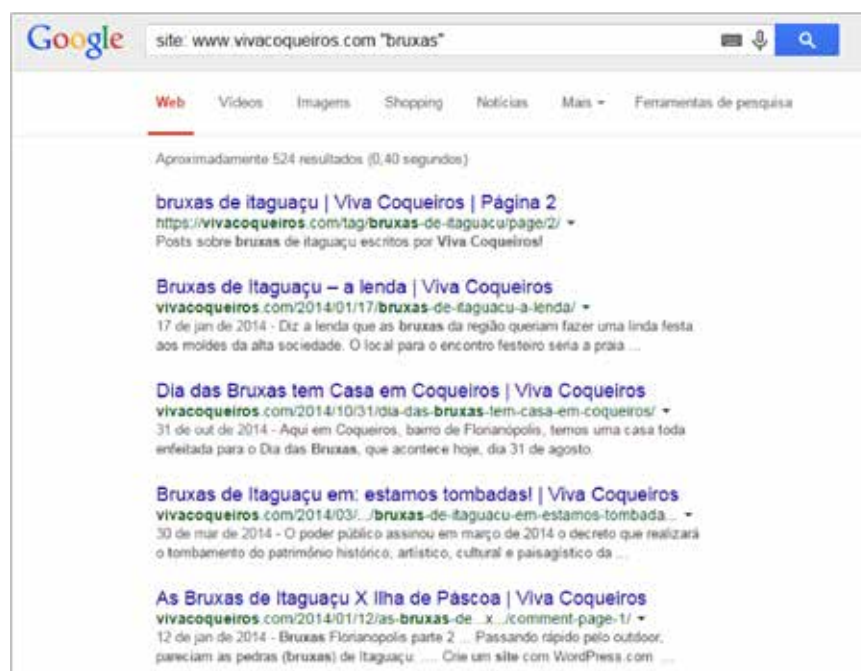 Google site: www.vivacoqueiros.com "bruxas"
Web Vídeos Imagens Shopping Notícias Mais Ferramentas de pesquisa
Aproximadamente 524 resultados (0,40 segundos)
bruxas de itaguaçu | Viva Coqueiros | Página 2
https://vivacoqueiros.com/tag/bruxas-de-itaguacu/page/2/
Posts sobre bruxas de itaguaçu escritos por Viva Coqueiros!
Bruxas de Itaguaçu – a lenda | Viva Coqueiros
vivacoqueiros.com/2014/01/17/bruxas-de-itaguacu-a-lenda/
17 de jan de 2014 - Diz a lenda que as bruxas da região queriam fazer uma linda festa
aos moldes da alta sociedade. O local para o encontro festeiro seria a praia ...
Dia das Bruxas tem Casa em Coqueiros | Viva Coqueiros
vivacoqueiros.com/2014/10/31/dia-das-bruxas-tem-casa-em-coqueiros/
31 de out de 2014 - Aqui em Coqueiros, bairro de Florianópolis, temos uma casa toda
enfeitada para o Dia das Bruxas, que acontece hoje, dia 31 de agosto.
Bruxas de Itaguaçu em: estamos tombadas! | Viva Coqueiros
vivacoqueiros.com/2014/03/.../bruxas-de-itaguacu-em-estamos-tombada...
30 de mar de 2014 - O poder público assinou em março de 2014 o decreto que realizará
o tombamento do patrimônio histórico, artístico, cultural e paisagístico da ...
As Bruxas de Itaguaçu X Ilha de Páscoa | Viva Coqueiros
vivacoqueiros.com/2014/01/12/as-bruxas-de...x.../comment-page-1/
12 de jan de 2014 - Bruxas Florianopolis parte 2 ... Passando rápido pelo outdoor,
pareciam as pedras (bruxas) de Itaguaçu. .... Crie um site com WordPress.com ...